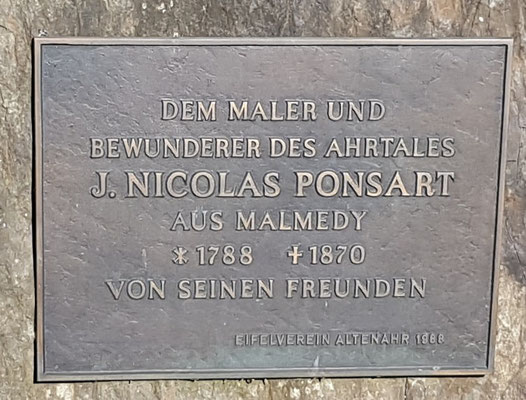 DEM MALER UND
BEWUNDERER DES AHRTALES
J. NICOLAS PONSART
AUS MALMEDY
* 1788 ✝ 1870
VON SEINEN FREUNDEN
EIFELVEREIN ALTENAHR 1988